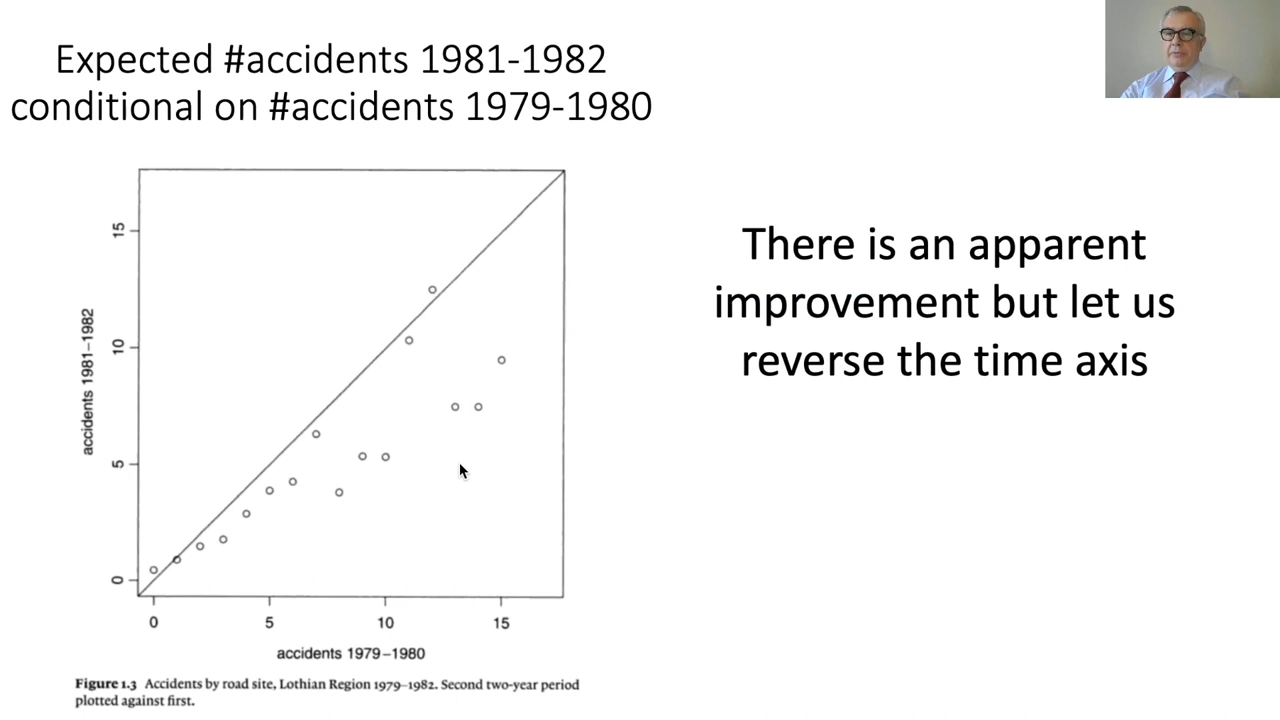 Expected #accidents 1981-1982
conditional on #accidents 1979-1980
There is an apparent
improvement but let us
reverse the time axis
accidents 1981–1982
15
10
5
0
0 5 10 15
accidents 1979–1980
Figure 1.3 Accidents by road site, Lothian Region 1979–1982. Second two-year period
plotted against first.